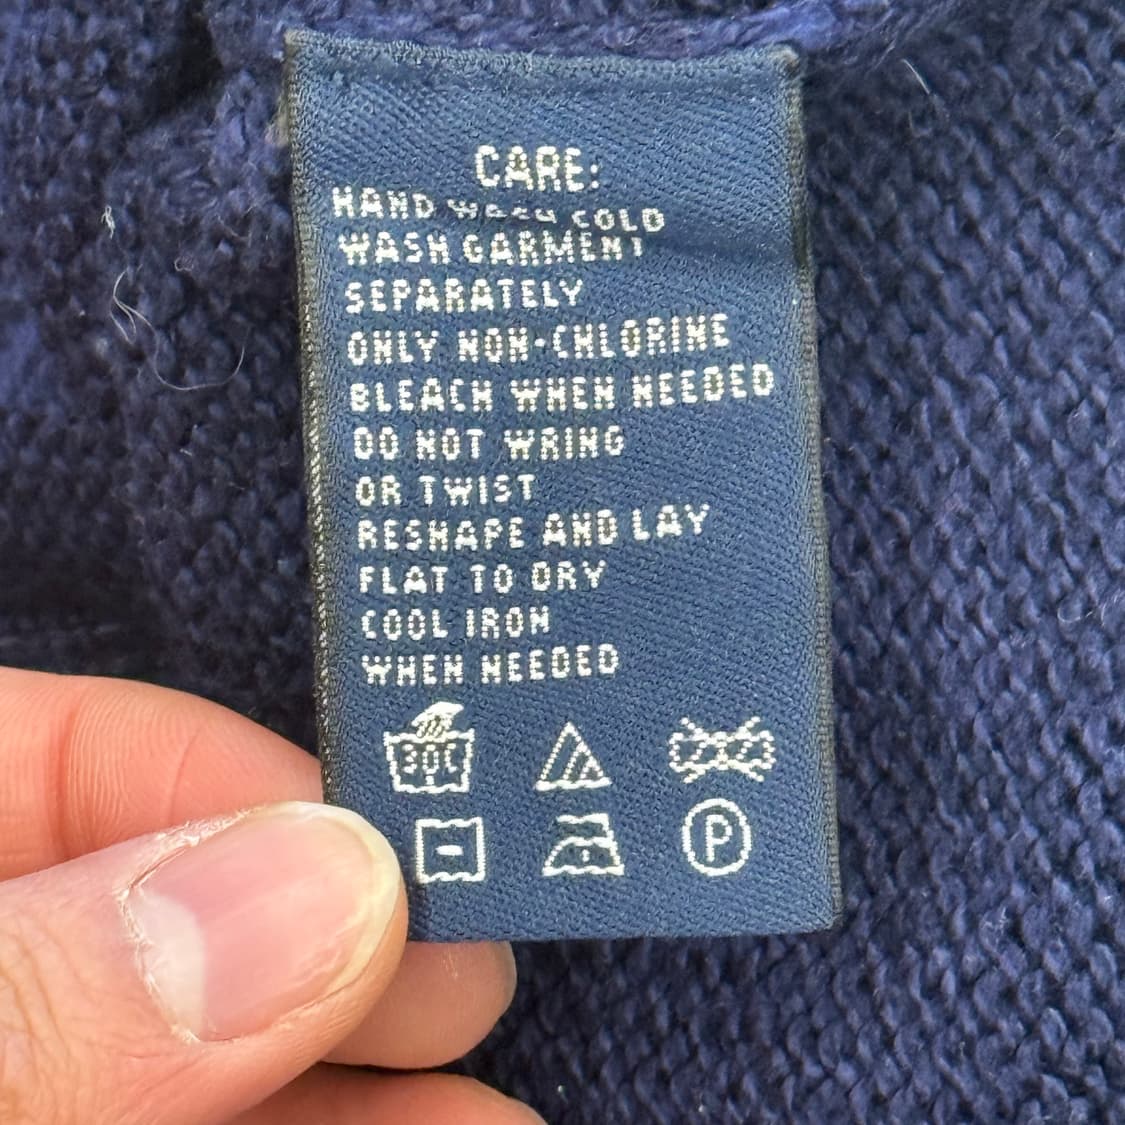 CARE:
HAND WASH COLD
WASH GARMENT
SEPARATELY
ONLY NON-CHLORINE
BLEACH WHEN NEEDED
DO NOT WRING
OR TWIST
RESHAPE AND LAY
FLAT TO DRY
COOL IRON
WHEN NEEDED
30C
P